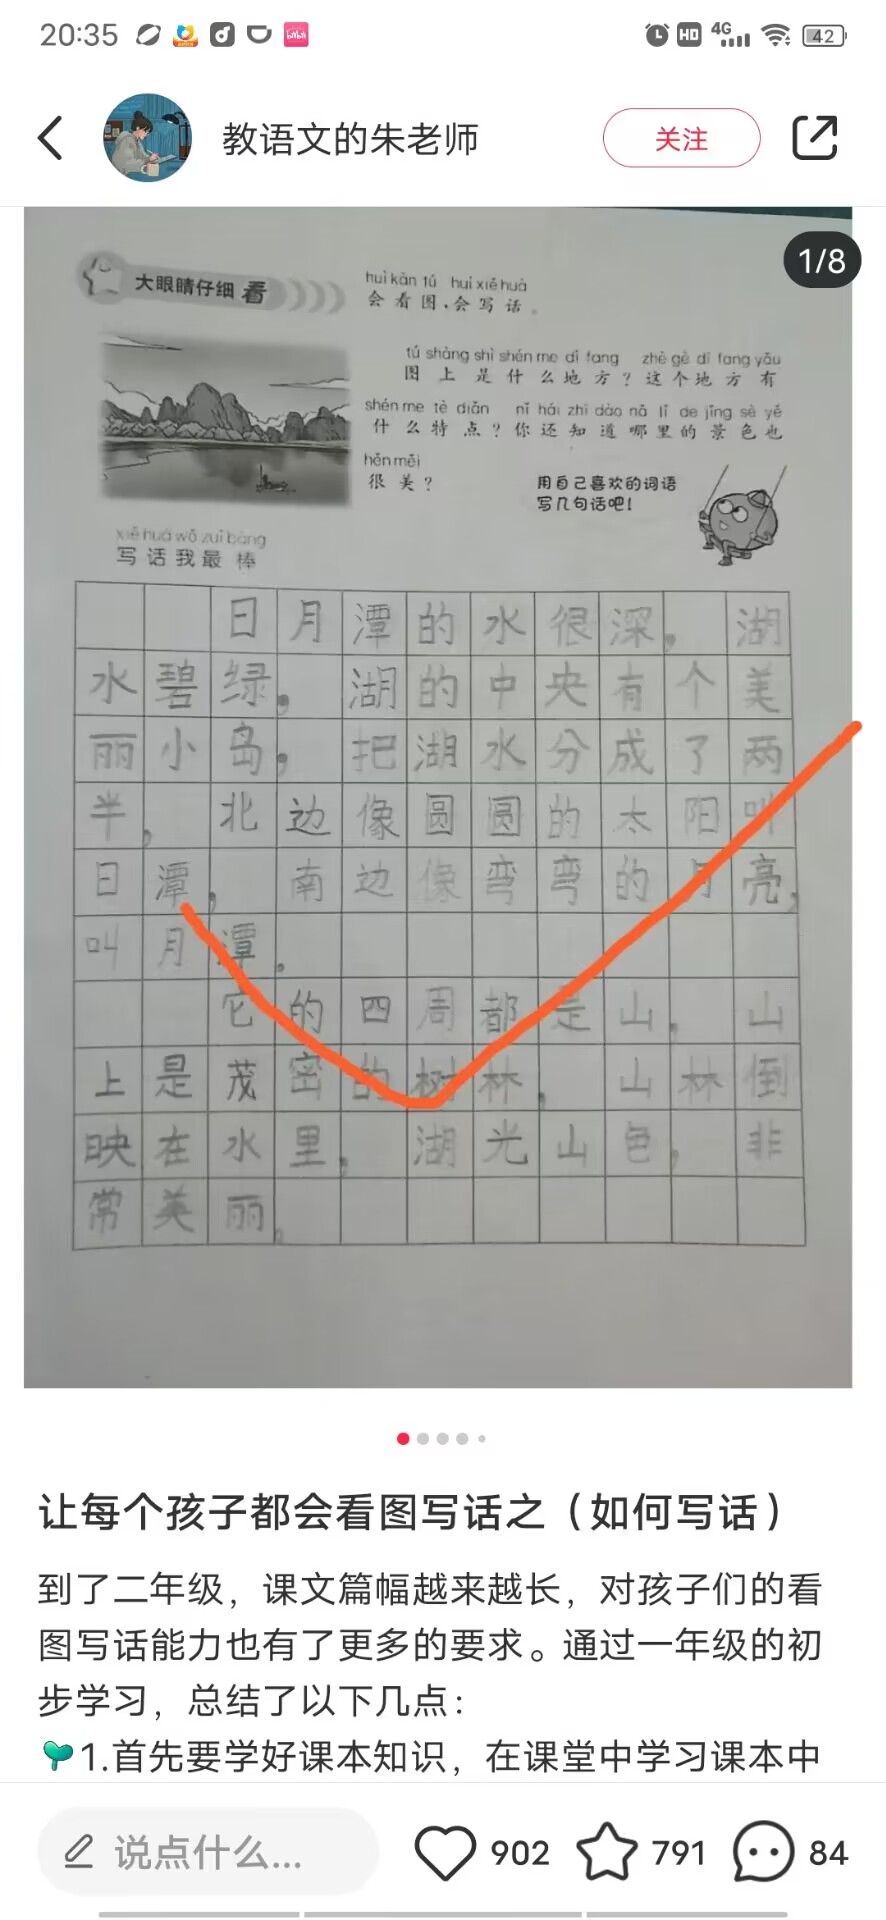 20:35
HD 4G 42
教语文的朱老师
关注
1/8
大眼睛仔细看
huì kàn tú huì xiě huà
会看图,会写话。
tú shàng shì shén me dì fang zhè gè dì fang yǒu
图上是什么地方?这个地方有
shén me tè diǎn nǐ hái zhī dào nǎ lǐ de jǐng sè yě
什么特点?你还知道哪里的景色也
hěn měi
很美?
用自己喜欢的词语
写几句话吧!
xiě huà wǒ zuì bàng
写话我最棒
日月潭的水很深,湖
水碧绿,湖的中央有个美
丽小岛,把湖水分成了两
半,北边像圆圆的太阳叫
日潭,南边像弯弯的月亮,
叫月潭。
它的四周都是山,山
上是茂密的树林,山林倒
映在水里,湖光山色,非
常美丽。
让每个孩子都会看图写话之(如何写话)
到了二年级,课文篇幅越来越长,对孩子们的看
图写话能力也有了更多的要求。通过一年级的初
步学习,总结了以下几点:
1.首先要学好课本知识,在课堂中学习课本中
说点什么...
902
791
84